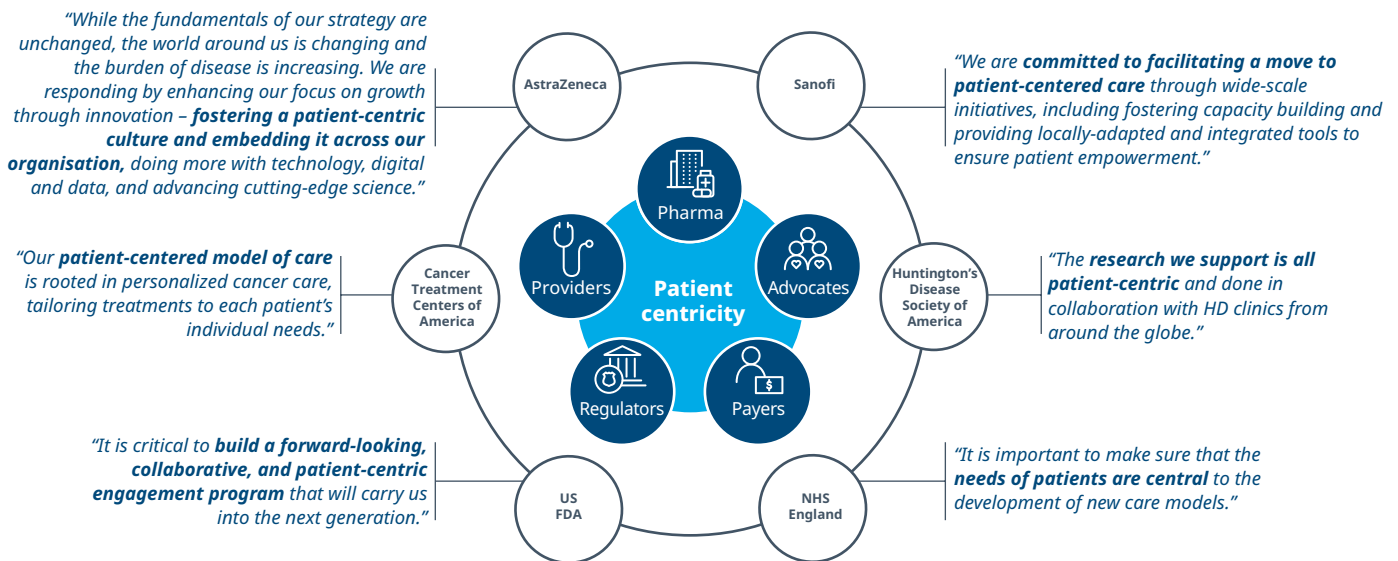 “While the fundamentals of our strategy are
unchanged, the world around us is changing and
the burden of disease is increasing. We are
responding by enhancing our focus on growth
through innovation – fostering a patient-centric
culture and embedding it across our
organisation, doing more with technology, digital
and data, and advancing cutting-edge science.”
AstraZeneca
Sanofi
“We are committed to facilitating a move to
patient-centered care through wide-scale
initiatives, including fostering capacity building and
providing locally-adapted and integrated tools to
ensure patient empowerment.”
Pharma
Providers
Advocates
Patient
centricity
Regulators
$
Payers
“Our patient-centered model of care
is rooted in personalized cancer care,
tailoring treatments to each patient’s
individual needs.”
Cancer
Treatment
Centers of
America
Huntington’s
Disease
Society of
America
“The research we support is all
patient-centric and done in
collaboration with HD clinics from
around the globe.”
“It is critical to build a forward-looking,
collaborative, and patient-centric
engagement program that will carry us
into the next generation.”
US
FDA
NHS
England
“It is important to make sure that the
needs of patients are central to the
development of new care models.”